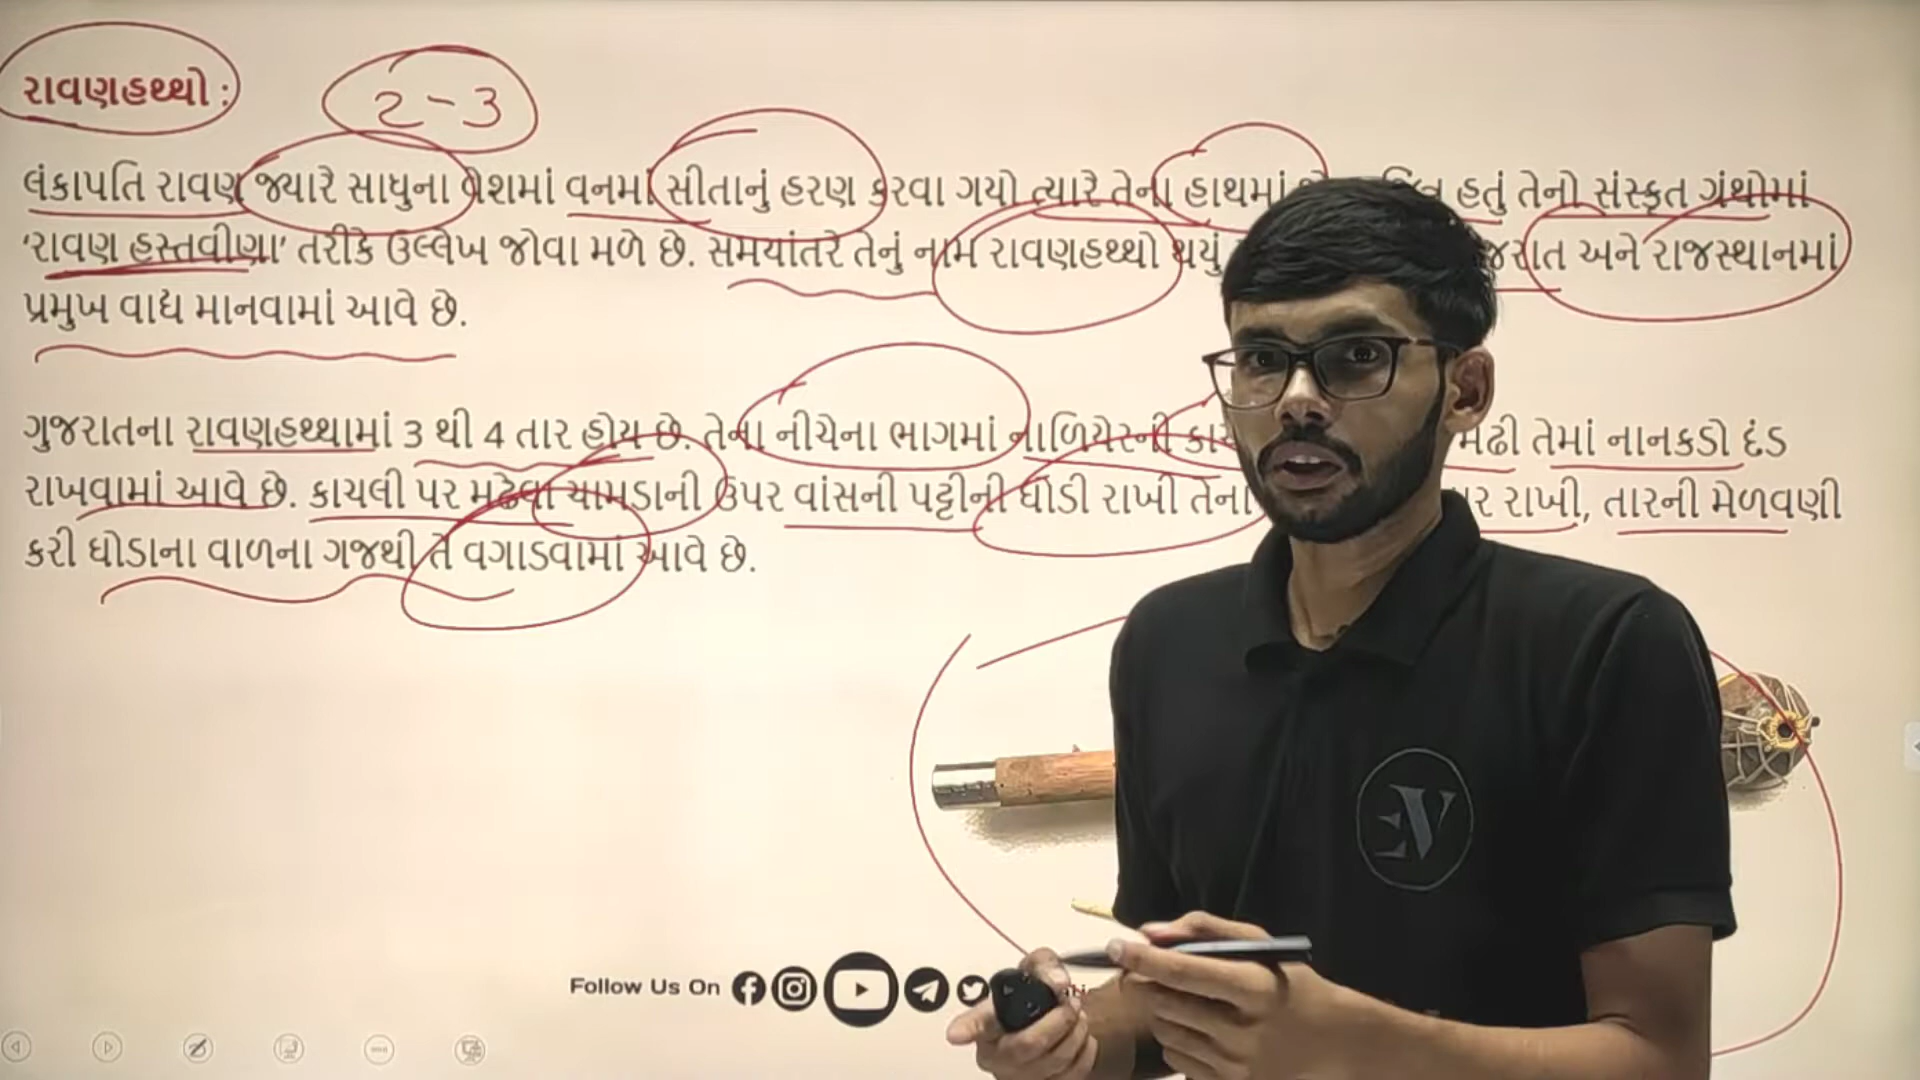 રાવણહથ્થો :
2-3
લંકાપતિ રાવણ જ્યારે સાધુના વેશમાં વનમાં સીતાનું હરણ કરવા ગયો ત્યારે તેના હાથમાં હતું તેનો સંસ્કૃત ગ્રંથોમાં
'રાવણ હસ્તવીણા' તરીકે ઉલ્લેખ જોવા મળે છે. સમયાંતરે તેનું નામ રાવણહથ્થો થયું અને રાજસ્થાનમાં
પ્રમુખ વાદ્ય માનવામાં આવે છે.
ગુજરાતના રાવણહથ્થામાં 3 થી 4 તાર હોય છે. તેના નીચેના ભાગમાં નાળિયેરની મઢી તેમાં નાનકડો દંડ
રાખવામાં આવે છે. કાચલી પર મઢેલા ચામડાની ઉપર વાંસની પટ્ટીની ઘોડી રાખી તેના રાખી, તારની મેળવણી
કરી ઘોડાના વાળના ગજથી તે વગાડવામાં આવે છે.
EV
Follow Us On